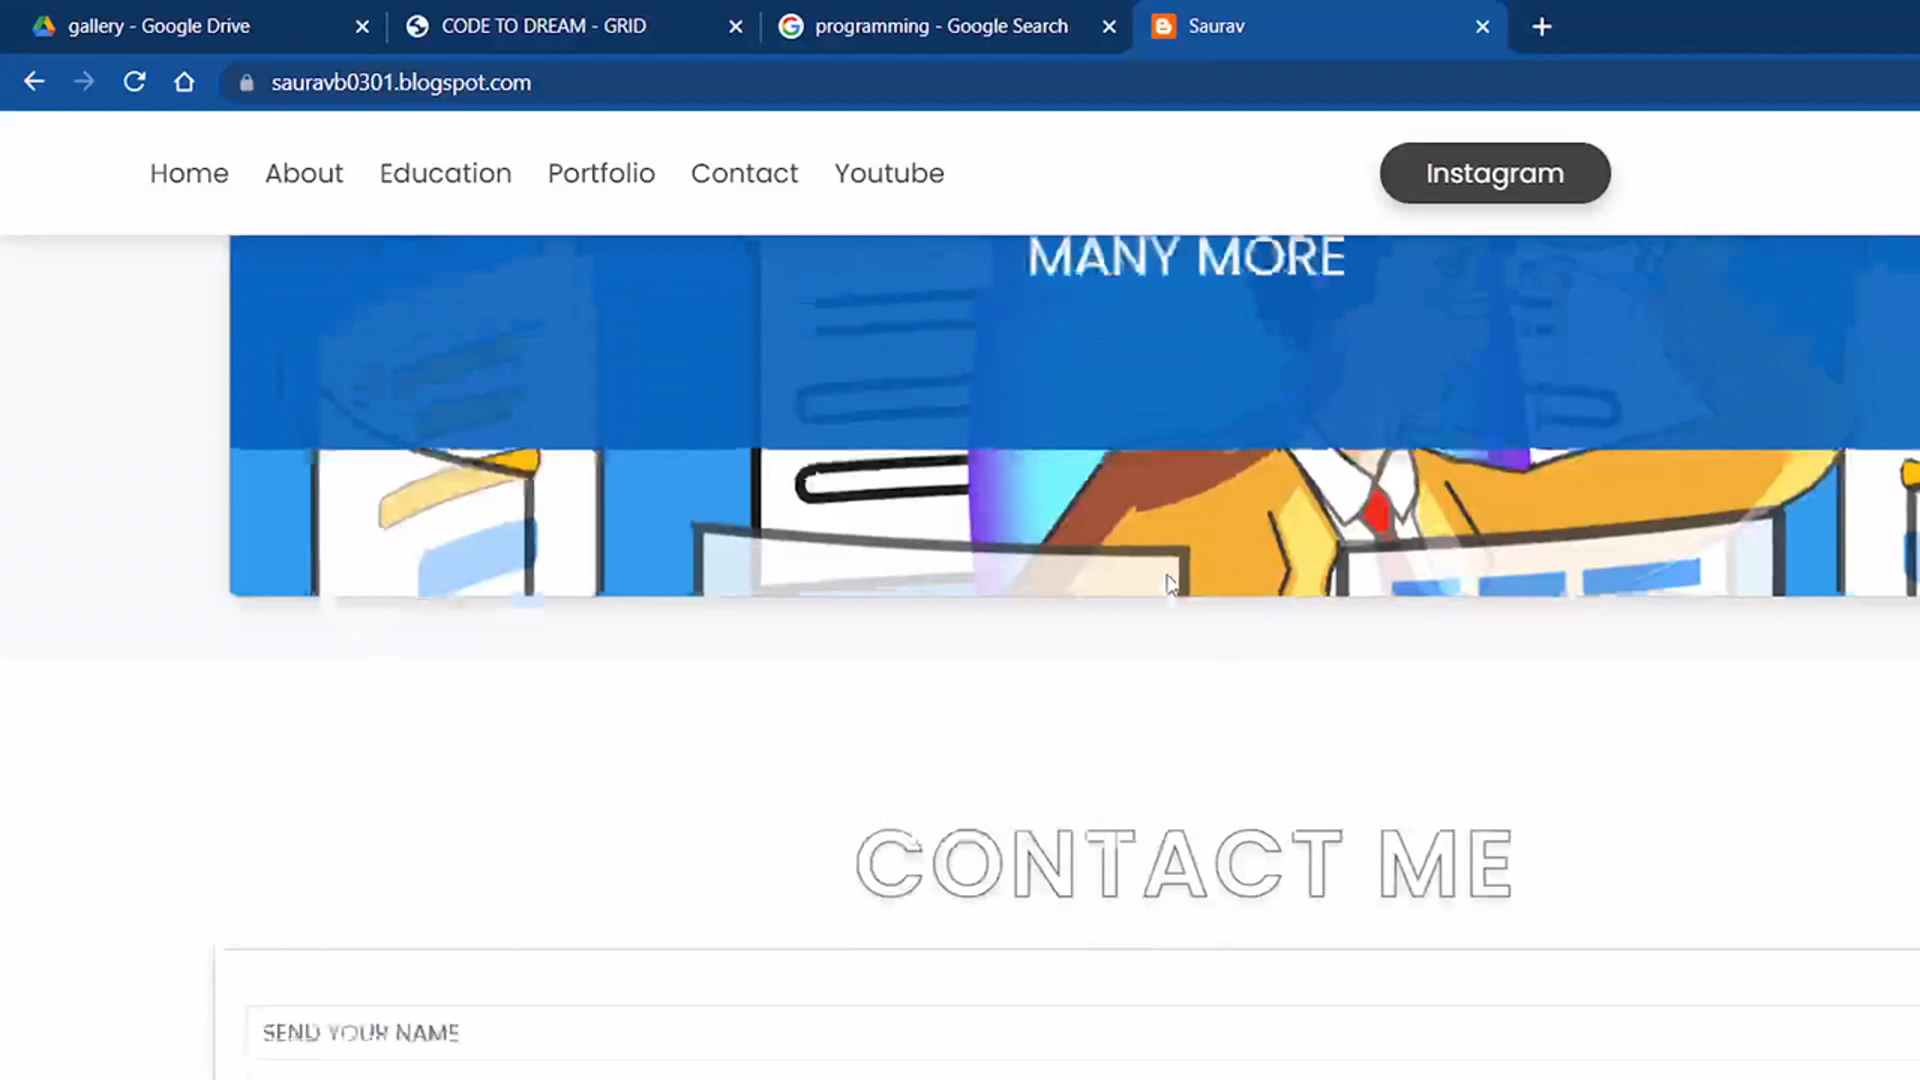 gallery - Google Drive
CODE TO DREAM - GRID
programming - Google Search
Saurav
sauravb0301.blogspot.com
Home
About
Education
Portfolio
Contact
Youtube
Instagram
MANY MORE
CONTACT ME
SEND YOUR NAME